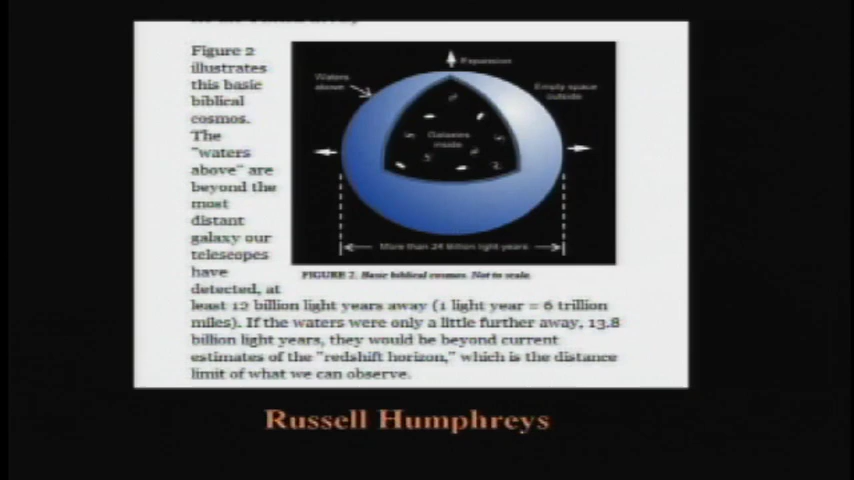 Figure 2
illustrates
this basic
biblical
cosmos.
The
"waters
above" are
beyond the
most
distant
galaxy our
telescopes
have
detected, at
least 12 billion light years away (1 light year = 6 trillion
miles). If the waters were only a little further away, 13.8
billion light years, they would be beyond current
estimates of the "redshift horizon," which is the distance
limit of what we can observe.
Expansion
Waters
above
Empty space
outside
Galaxies
inside
More than 24 billion light years
FIGURE 2. Basic biblical cosmos. Not to scale.
Russell Humphreys